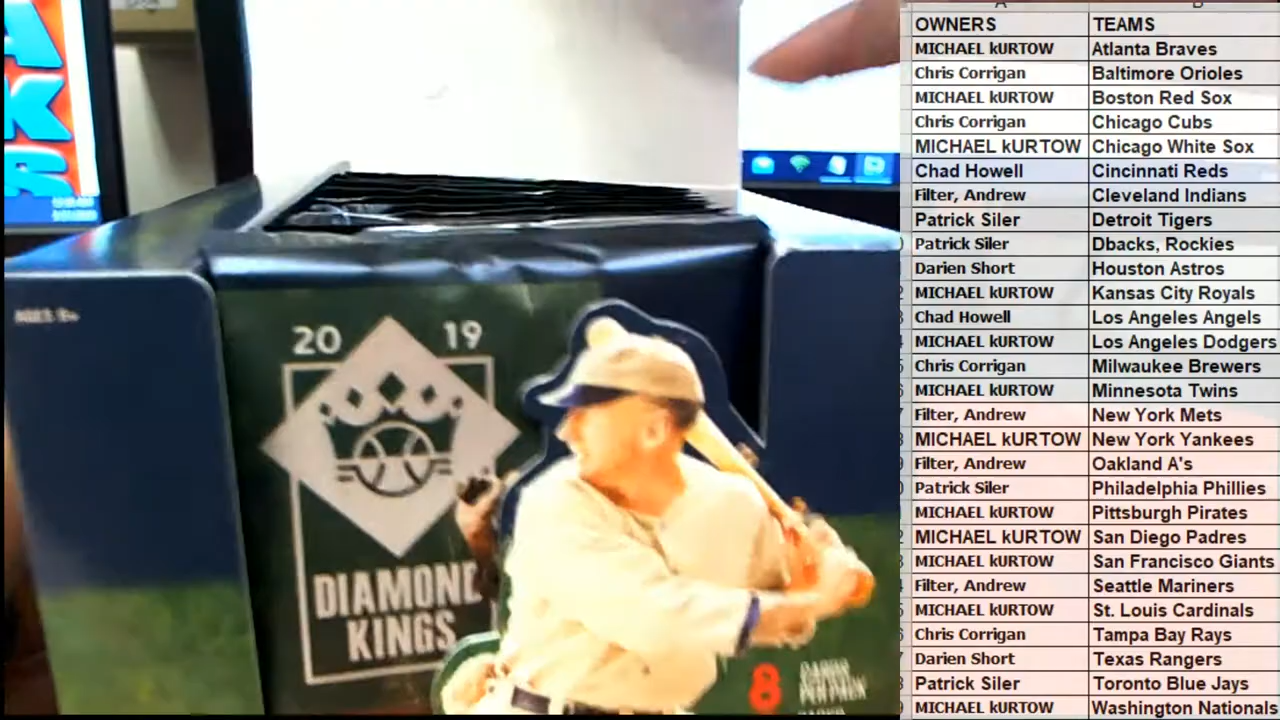 OWNERS TEAMS
MICHAEL kURTOW Atlanta Braves
Chris Corrigan Baltimore Orioles
MICHAEL kURTOW Boston Red Sox
Chris Corrigan Chicago Cubs
MICHAEL kURTOW Chicago White Sox
Chad Howell Cincinnati Reds
Filter, Andrew Cleveland Indians
Patrick Siler Detroit Tigers
Patrick Siler Dbacks, Rockies
Darien Short Houston Astros
MICHAEL kURTOW Kansas City Royals
Chad Howell Los Angeles Angels
MICHAEL kURTOW Los Angeles Dodgers
Chris Corrigan Milwaukee Brewers
MICHAEL kURTOW Minnesota Twins
Filter, Andrew New York Mets
MICHAEL kURTOW New York Yankees
Filter, Andrew Oakland A's
Patrick Siler Philadelphia Phillies
MICHAEL kURTOW Pittsburgh Pirates
MICHAEL kURTOW San Diego Padres
MICHAEL kURTOW San Francisco Giants
Filter, Andrew Seattle Mariners
MICHAEL kURTOW St. Louis Cardinals
Chris Corrigan Tampa Bay Rays
Darien Short Texas Rangers
Patrick Siler Toronto Blue Jays
MICHAEL kURTOW Washington Nationals
20 19
DIAMOND
KINGS
8 CARDS
PER PACK